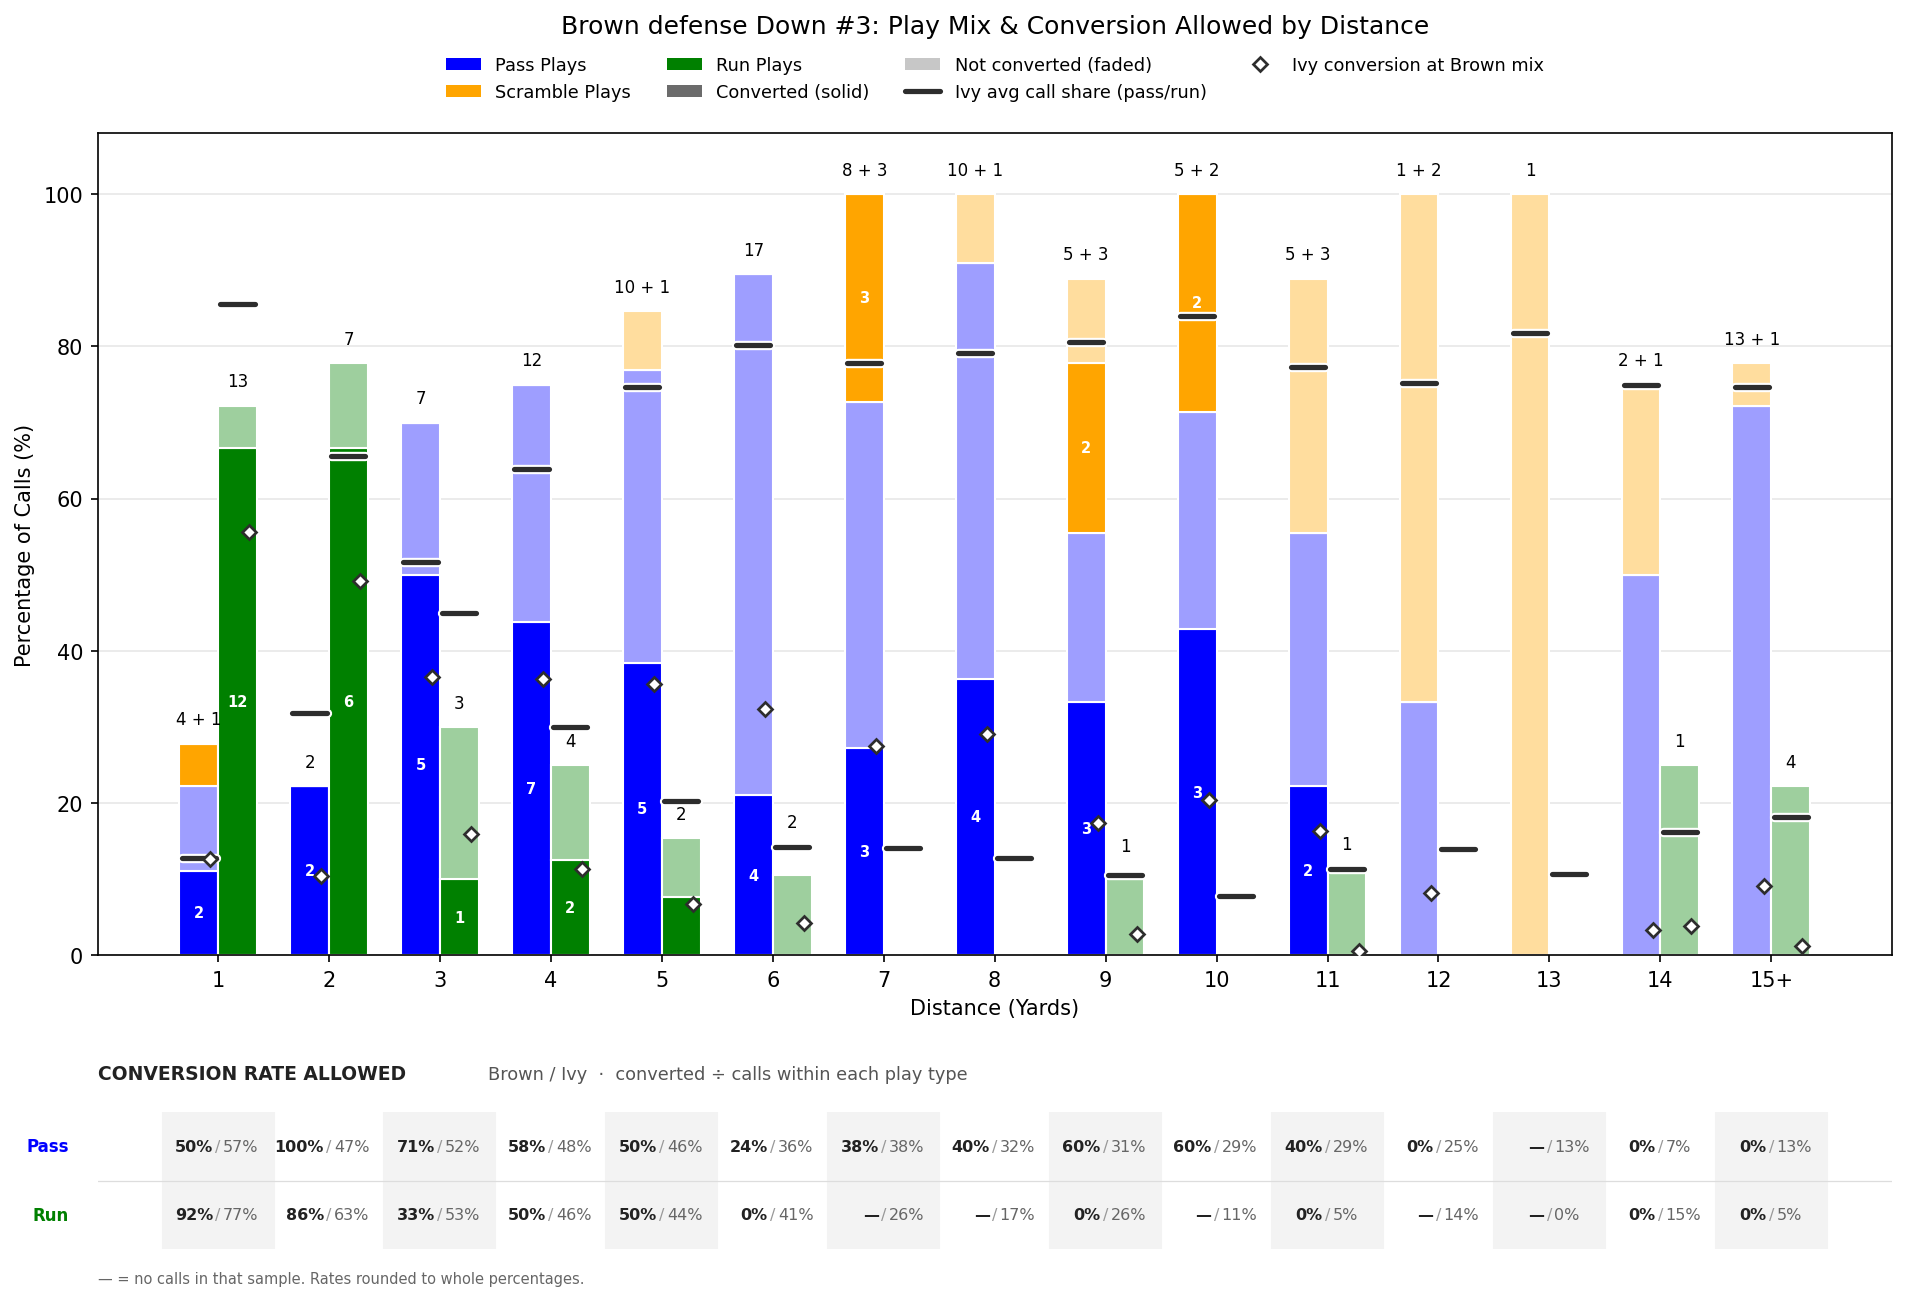 Brown defense Down #3: Play Mix & Conversion Allowed by Distance
Pass Plays
Scramble Plays
Run Plays
Converted (solid)
Not converted (faded)
Ivy avg call share (pass/run)
Ivy conversion at Brown mix
Percentage of Calls (%)
100
80
60
40
20
0
4 + 1
13
2
7
7
3
12
4
10 + 1
2
17
2
8 + 3
10 + 1
5 + 3
1
5 + 2
5 + 3
1
1 + 2
1
2 + 1
1
13 + 1
4
2
12
2
6
5
1
7
2
5
4
3
3
4
3
2
3
2
2
1 2 3 4 5 6 7 8 9 10 11 12 13 14 15+
Distance (Yards)
CONVERSION RATE ALLOWED Brown / Ivy · converted ÷ calls within each play type
Pass 50% / 57% 100% / 47% 71% / 52% 58% / 48% 50% / 46% 24% / 36% 38% / 38% 40% / 32% 60% / 31% 60% / 29% 40% / 29% 0% / 25% — / 13% 0% / 7% 0% / 13%
Run 92% / 77% 86% / 63% 33% / 53% 50% / 46% 50% / 44% 0% / 41% — / 26% — / 17% 0% / 26% — / 11% 0% / 5% — / 14% — / 0% 0% / 15% 0% / 5%
— = no calls in that sample. Rates rounded to whole percentages.